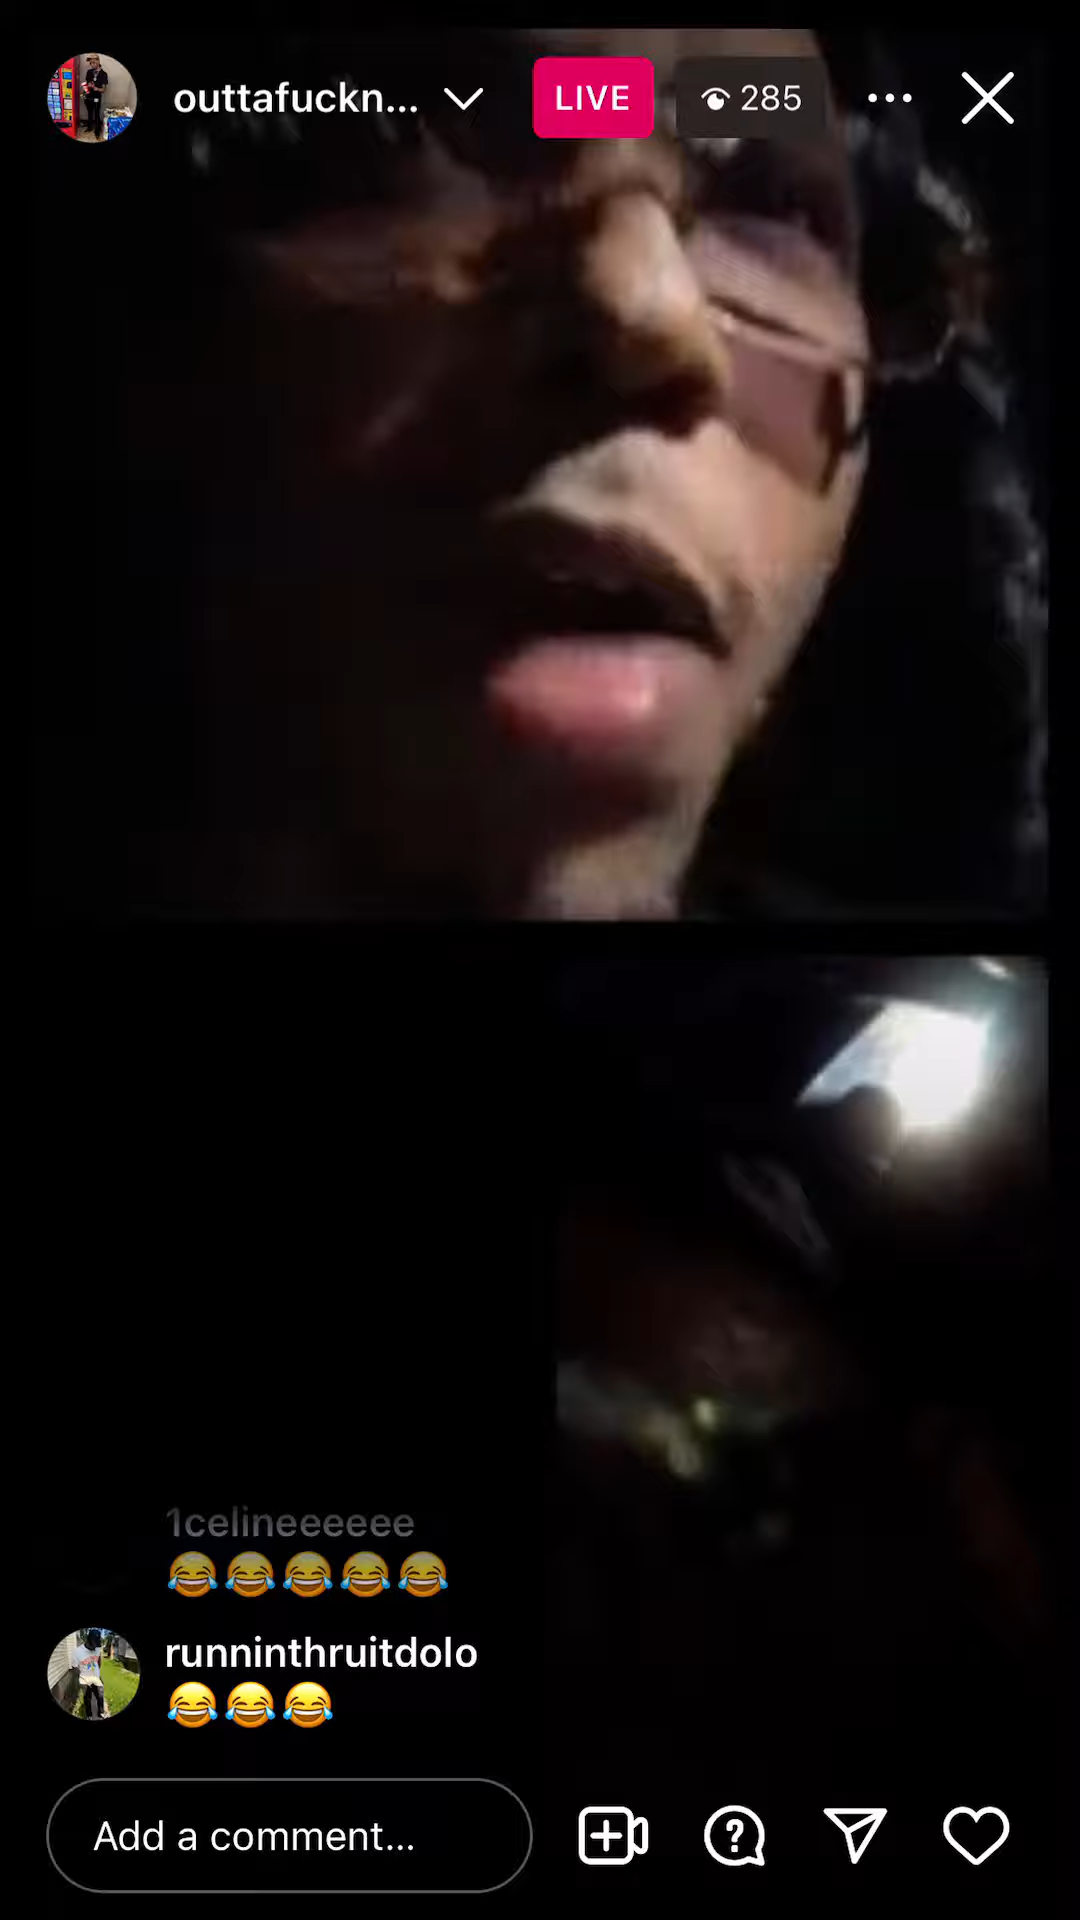 outtafuckn...
LIVE
285
1celineeeeee
😂😂😂😂😂
runninthruitdolo
😂😂😂
Add a comment...